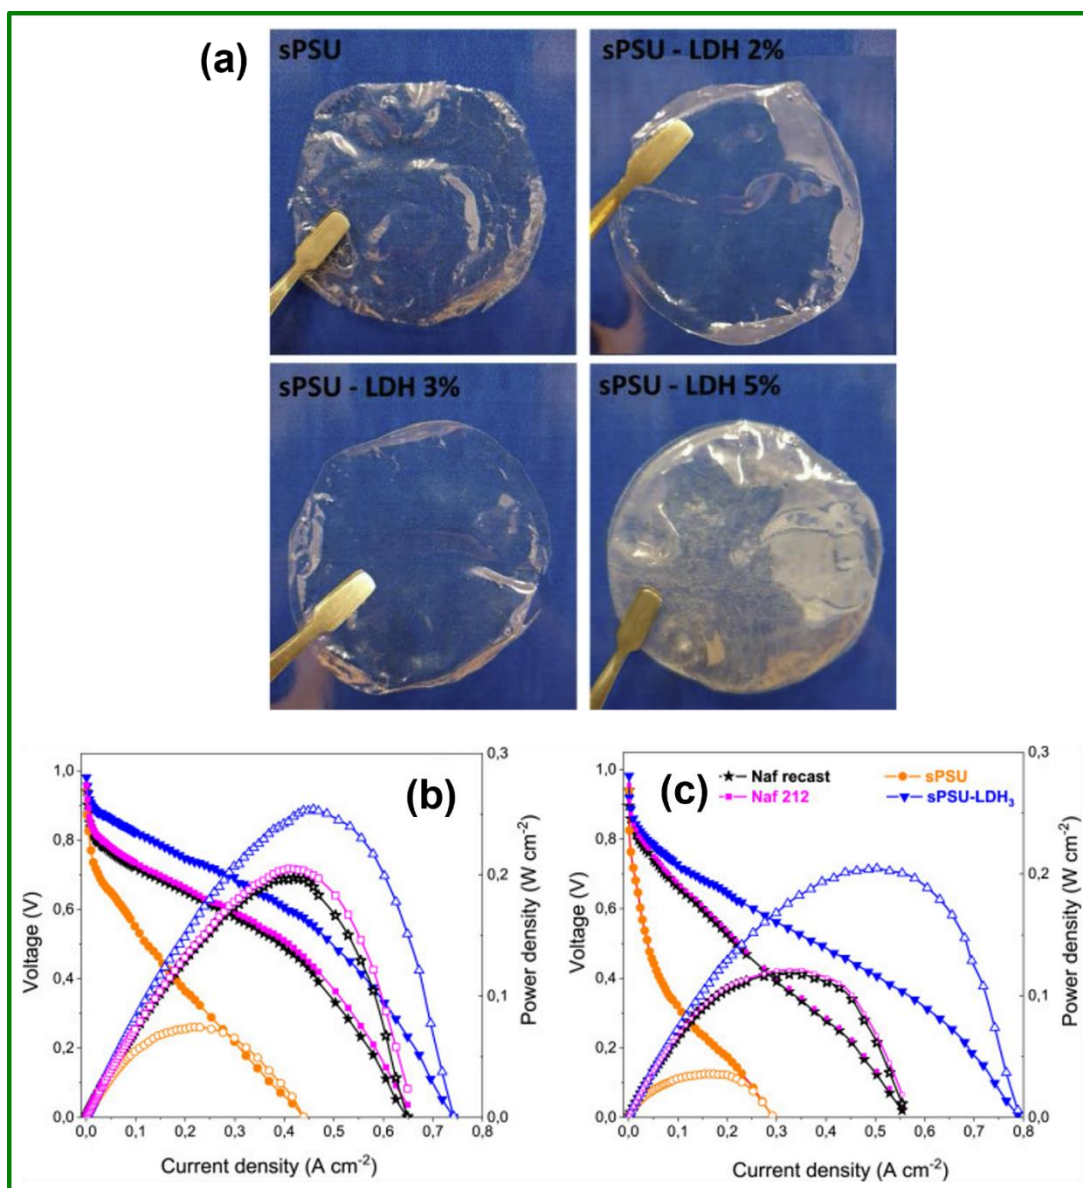 (a)
sPSU
sPSU - LDH 2%
sPSU - LDH 3%
sPSU - LDH 5%
(b)
1,0
0,8
0,6
0,4
0,2
0,0
Voltage (V)
0,3
0,2
0,1
0,0
Power density (W cm-2)
0,0 0,1 0,2 0,3 0,4 0,5 0,6 0,7 0,8
Current density (A cm-2)
(c)
Naf recast
Naf 212
sPSU
sPSU-LDH₃
1,0
0,8
0,6
0,4
0,2
0,0
Voltage (V)
0,3
0,2
0,1
0,0
Power density (W cm-2)
0,0 0,1 0,2 0,3 0,4 0,5 0,6 0,7 0,8
Current density (A cm-2)